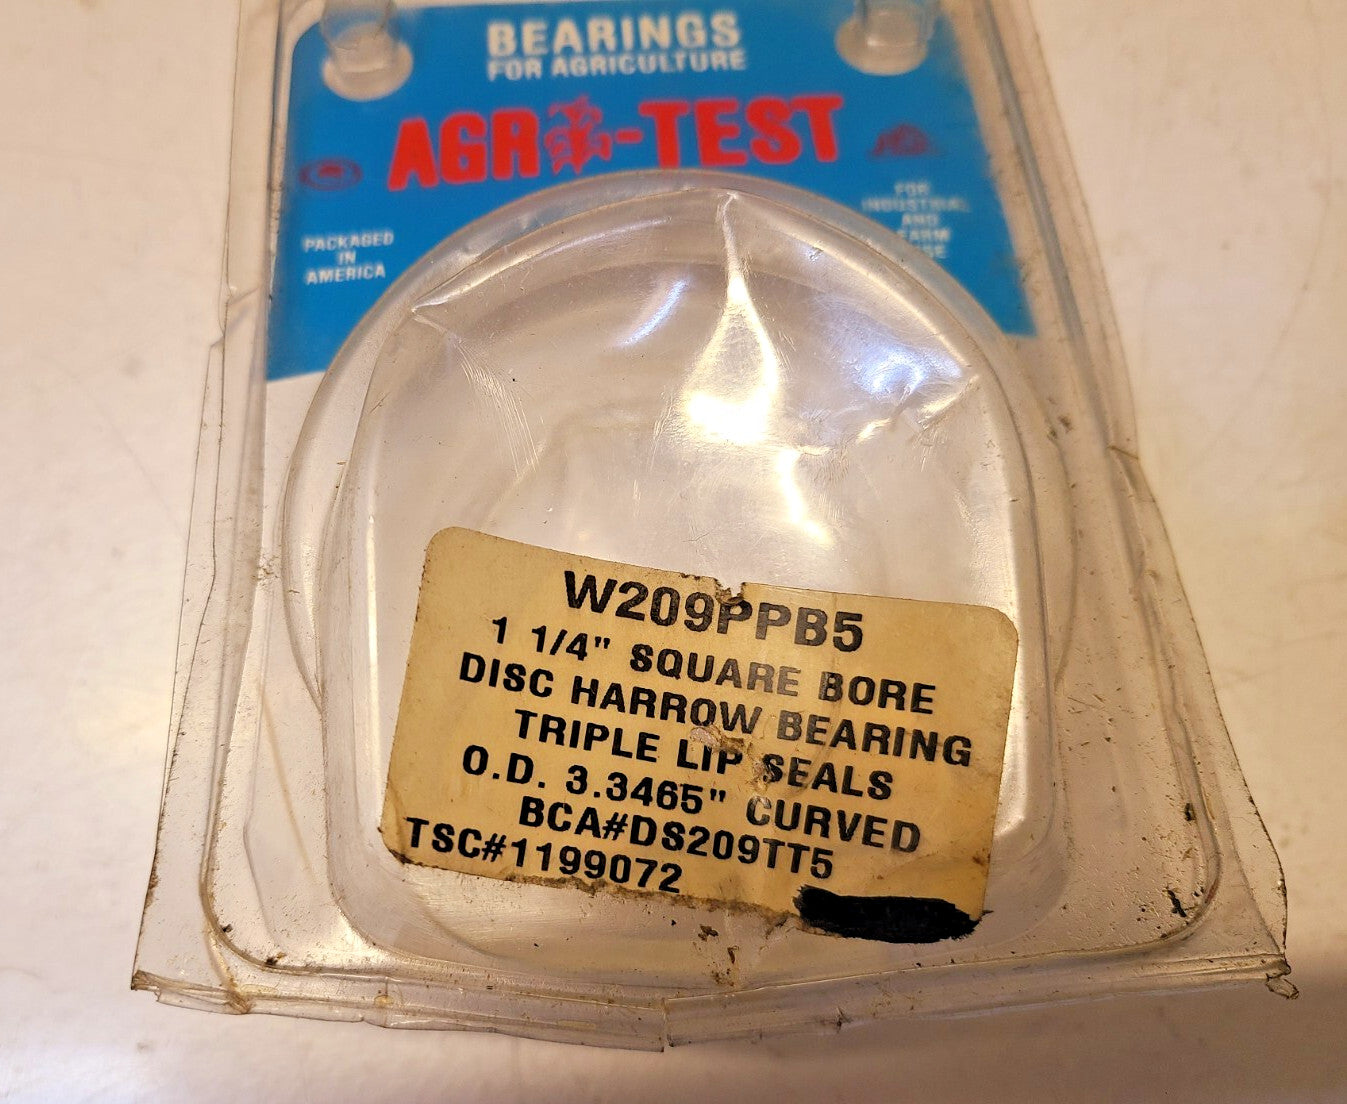 BEARINGS
FOR AGRICULTURE
AGRI-TEST
PACKAGED
IN
AMERICA
FOR
INDUSTRIAL
AND
FARM
USE
W209PPB5
1 1/4" SQUARE BORE
DISC HARROW BEARING
TRIPLE LIP SEALS
O.D. 3.3465" CURVED
BCA#DS209TT5
TSC#1199072